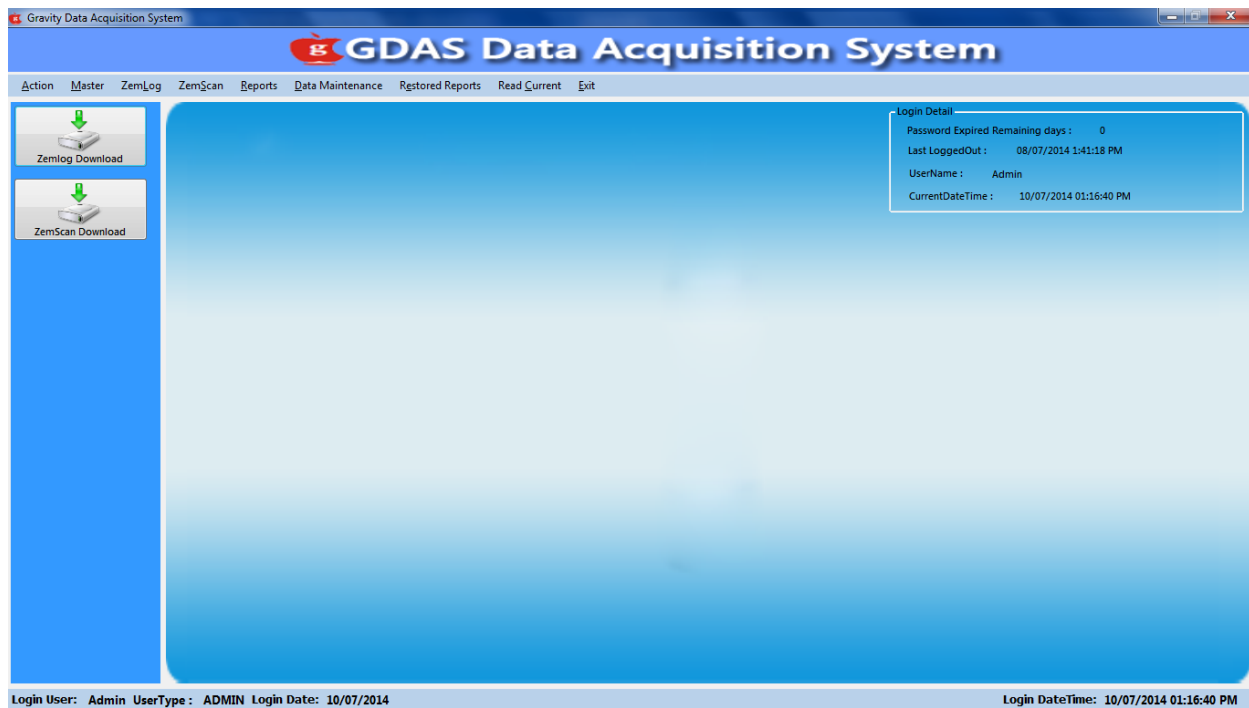 Gravity Data Acquisition System
g GDAS Data Acquisition System
Action Master ZemLog ZemScan Reports Data Maintenance Restored Reports Read Current Exit
Zemlog Download
ZemScan Download
Login Detail
Password Expired Remaining days : 0
Last LoggedOut : 08/07/2014 1:41:18 PM
UserName : Admin
CurrentDateTime : 10/07/2014 01:16:40 PM
Login User: Admin UserType : ADMIN Login Date: 10/07/2014
Login DateTime: 10/07/2014 01:16:40 PM